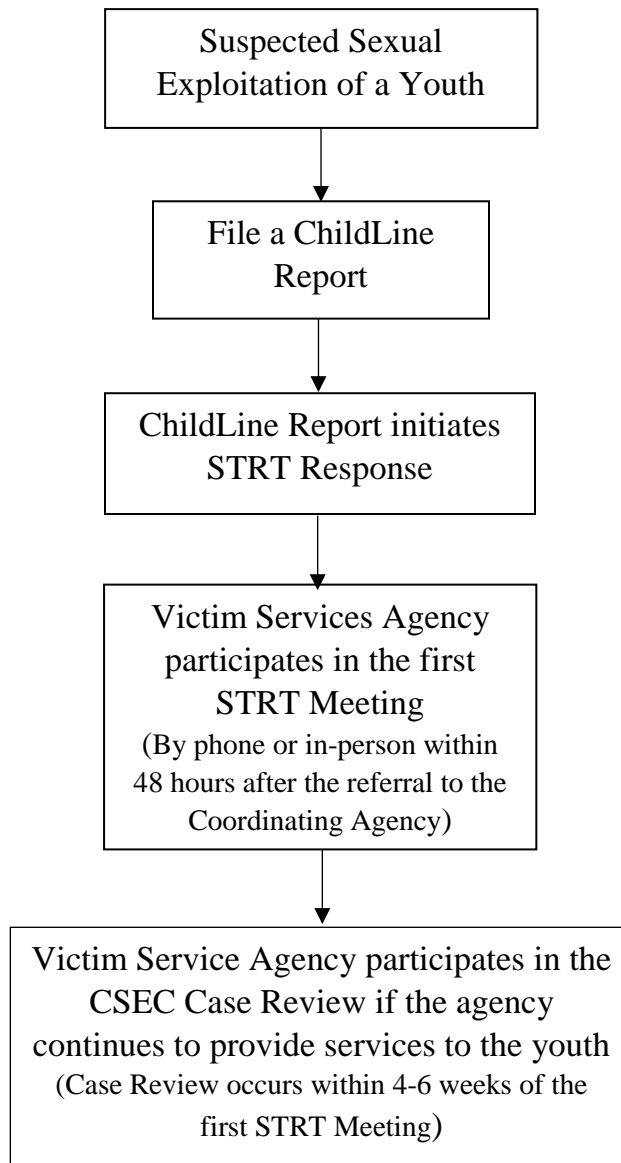 Suspected Sexual
Exploitation of a Youth
File a ChildLine
Report
ChildLine Report initiates
STRT Response
Victim Services Agency
participates in the first
STRT Meeting
(By phone or in-person within
48 hours after the referral to the
Coordinating Agency)
Victim Service Agency participates in the
CSEC Case Review if the agency
continues to provide services to the youth
(Case Review occurs within 4-6 weeks of the
first STRT Meeting)